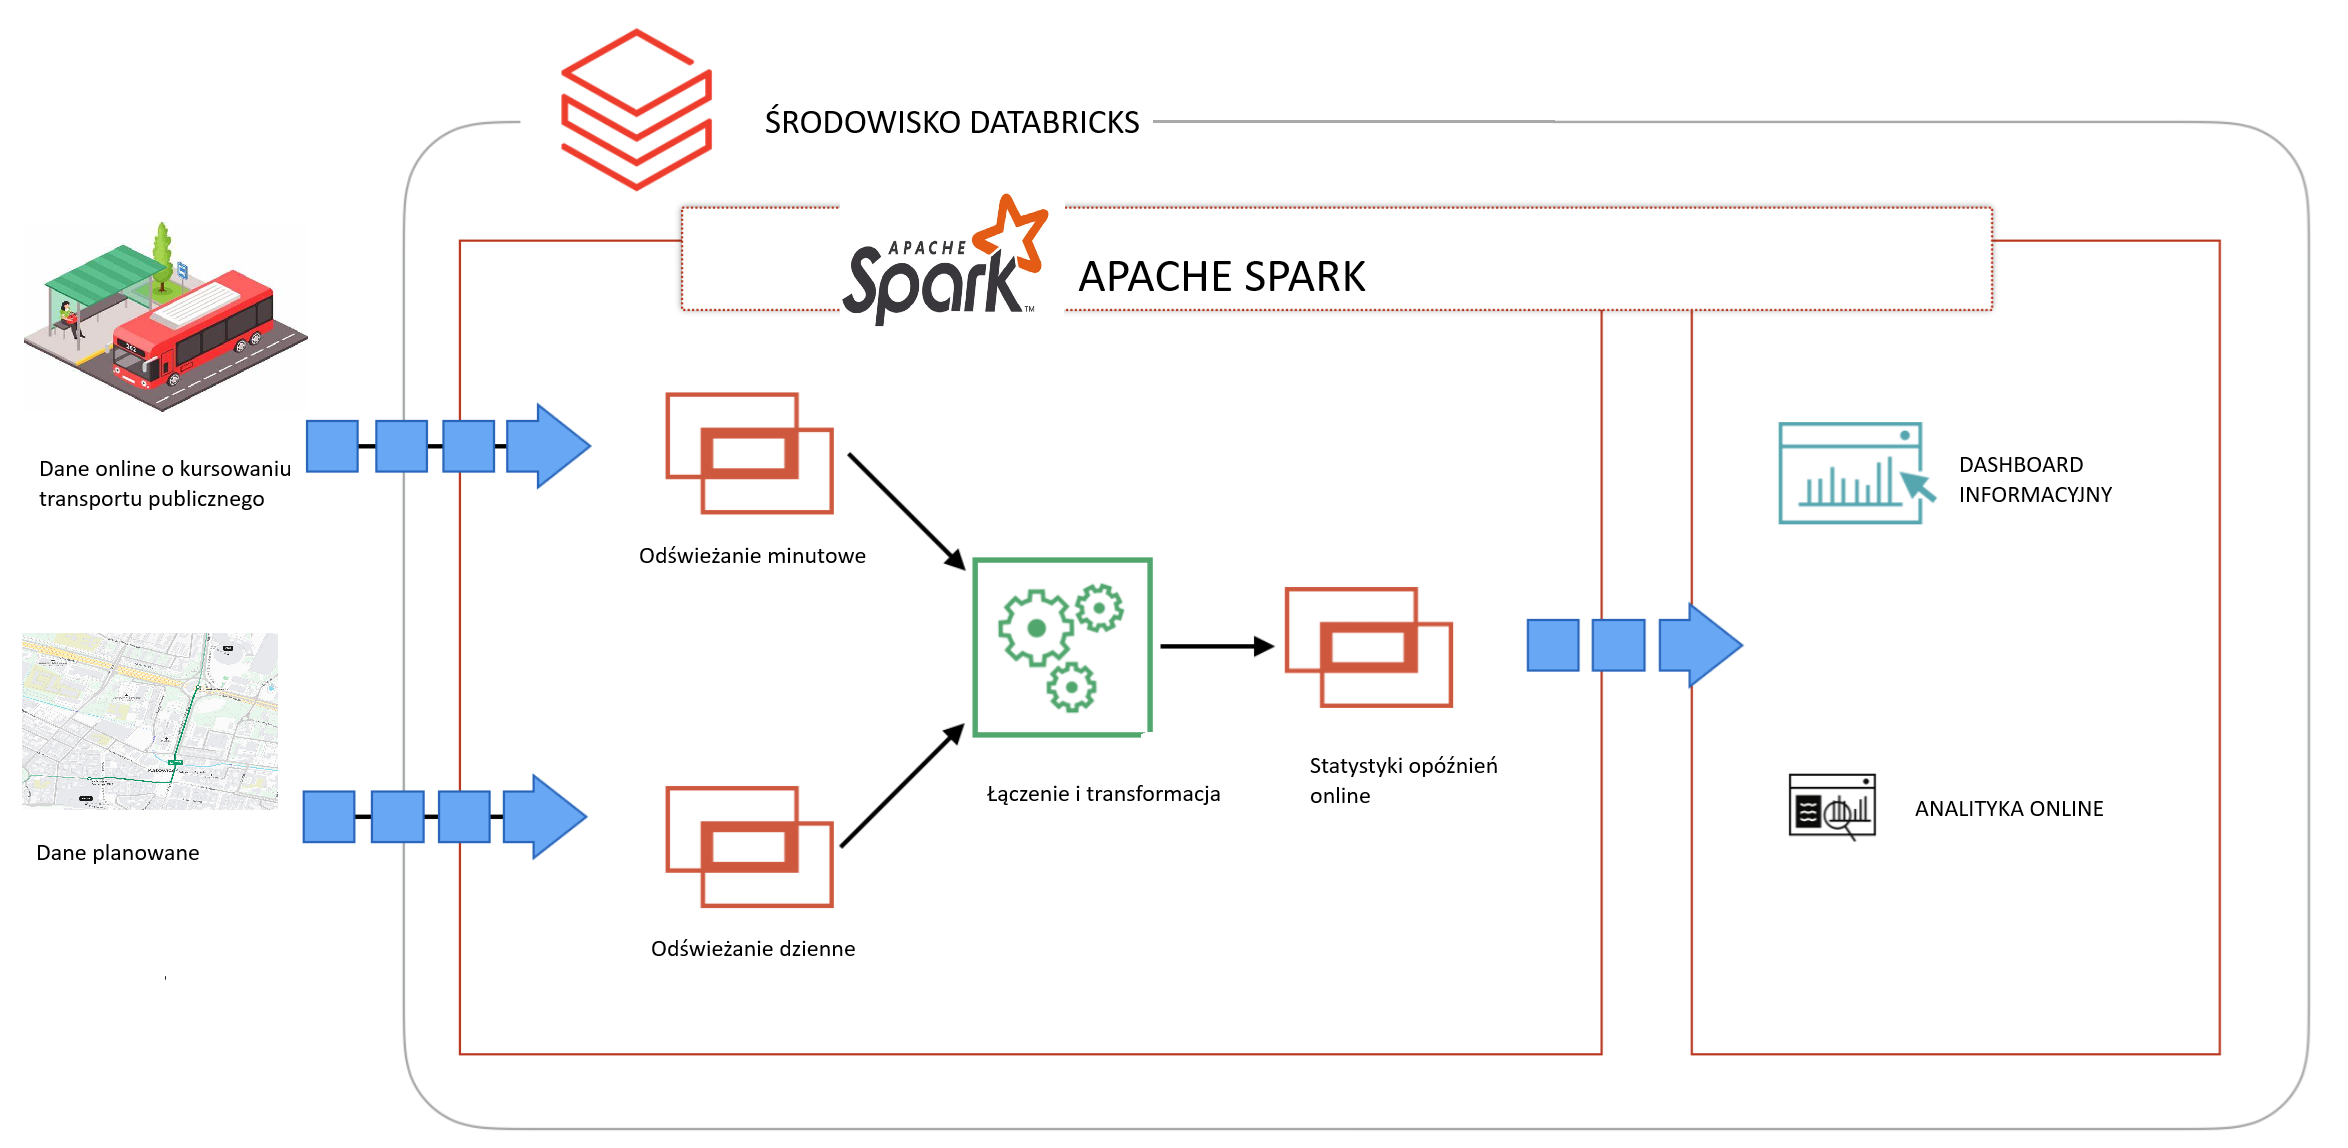 ŚRODOWISKO DATABRICKS
APACHE
Spark
TM
APACHE SPARK
Dane online o kursowaniu
transportu publicznego
Odświeżanie minutowe
DASHBOARD
INFORMACYJNY
Łączenie i transformacja
Statystyki opóźnień
online
ANALITYKA ONLINE
Dane planowane
Odświeżanie dzienne